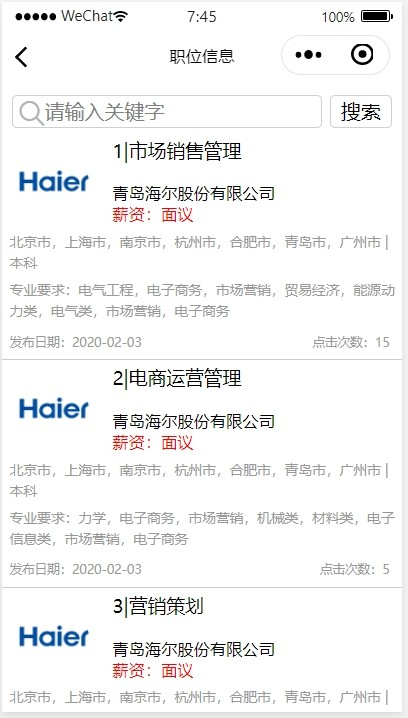 WeChat 7:45 100%
职位信息
请输入关键字 搜索
1|市场销售管理
Haier
青岛海尔股份有限公司
薪资：面议
北京市，上海市，南京市，杭州市，合肥市，青岛市，广州市 |
本科
专业要求：电气工程，电子商务，市场营销，贸易经济，能源动
力类，电气类，市场营销，电子商务
发布日期：2020-02-03 点击次数：15
2|电商运营管理
Haier
青岛海尔股份有限公司
薪资：面议
北京市，上海市，南京市，杭州市，合肥市，青岛市，广州市 |
本科
专业要求：力学，电子商务，市场营销，机械类，材料类，电子
信息类，市场营销，电子商务
发布日期：2020-02-03 点击次数：5
3|营销策划
Haier
青岛海尔股份有限公司
薪资：面议
北京市，上海市，南京市，杭州市，合肥市，青岛市，广州市 |